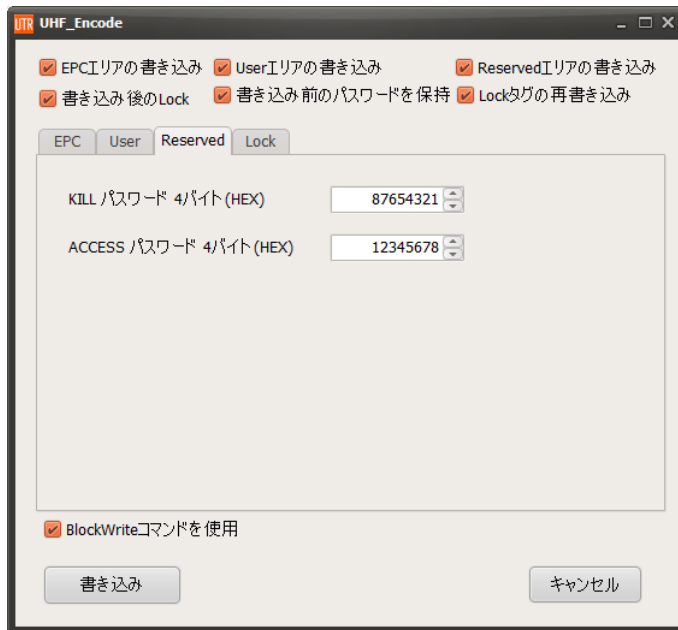 UTR UHF_Encode
EPCエリアの書き込み Userエリアの書き込み Reservedエリアの書き込み
書き込み後のLock 書き込み前のパスワードを保持 Lockタグの再書き込み
EPC User Reserved Lock
KILL パスワード 4バイト(HEX) 87654321
ACCESS パスワード 4バイト(HEX) 12345678
BlockWriteコマンドを使用
書き込み キャンセル